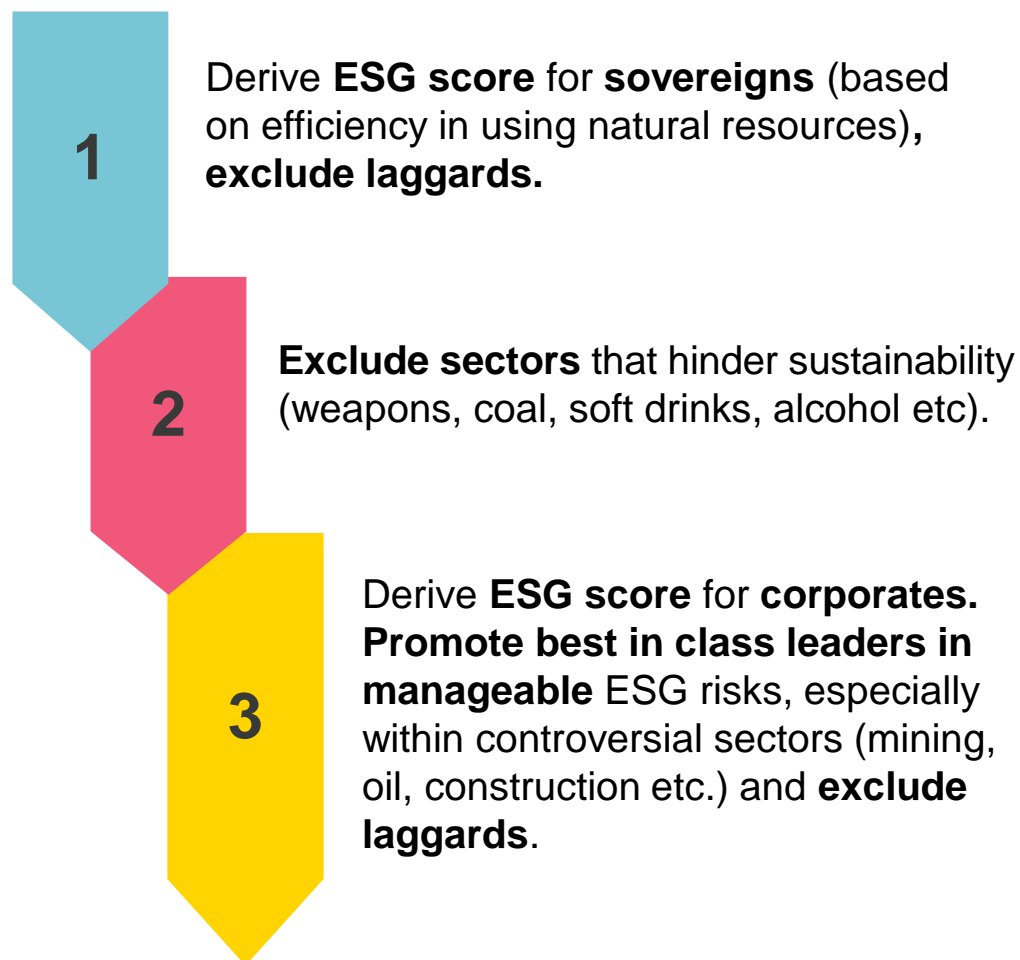 1
Derive ESG score for sovereigns (based
on efficiency in using natural resources),
exclude laggards.
2
Exclude sectors that hinder sustainability
(weapons, coal, soft drinks, alcohol etc).
3
Derive ESG score for corporates.
Promote best in class leaders in
manageable ESG risks, especially
within controversial sectors (mining,
oil, construction etc.) and exclude
laggards.